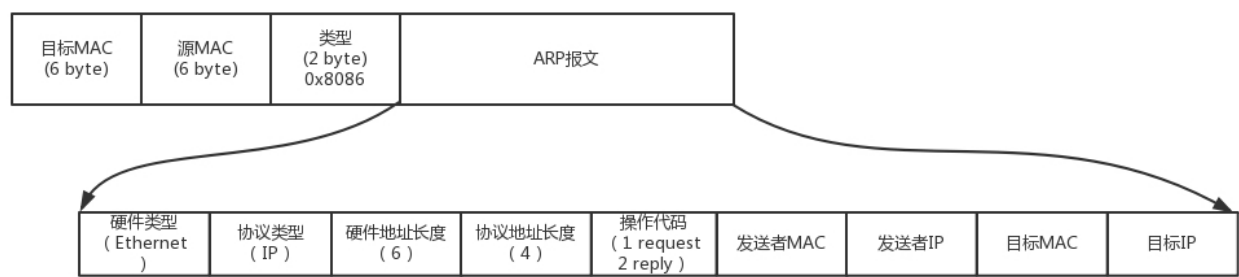 目标MAC
(6 byte)
源MAC
(6 byte)
类型
(2 byte)
0x8086
ARP报文
硬件类型
(Ethernet
)
协议类型
(IP)
硬件地址长度
(6)
协议地址长度
(4)
操作代码
(1 request
2 reply)
发送者MAC
发送者IP
目标MAC
目标IP